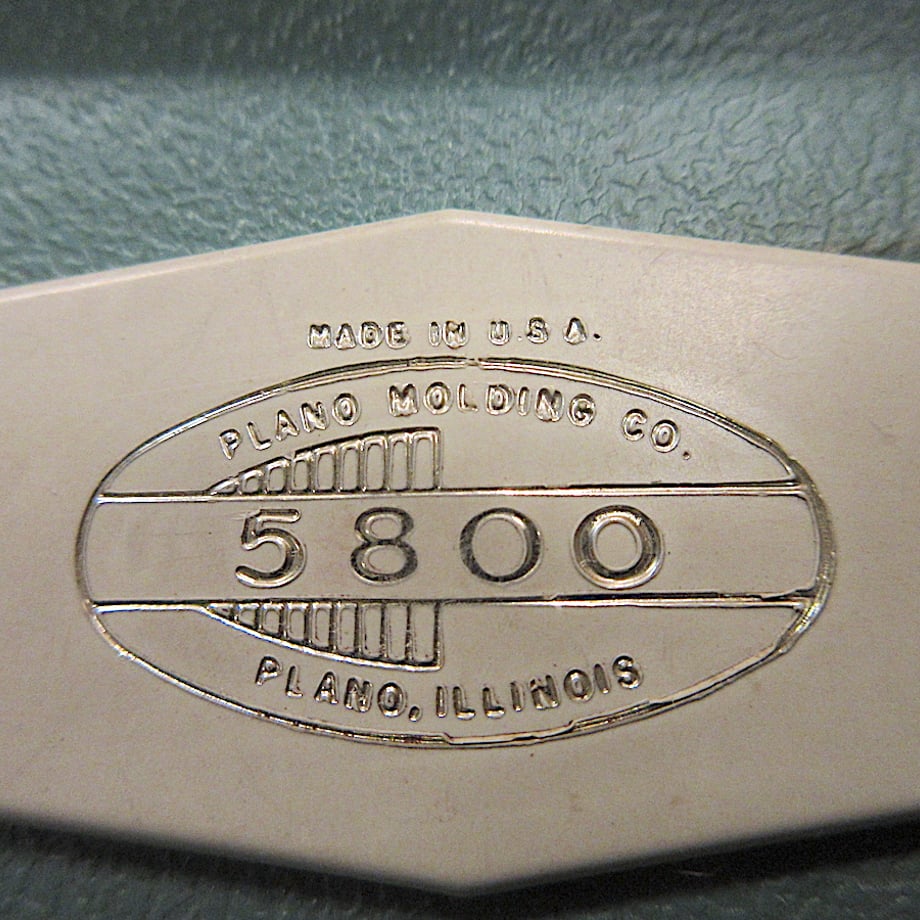 MADE IN U.S.A.
PLANO MOLDING CO.
5800
PLANO, ILLINOIS